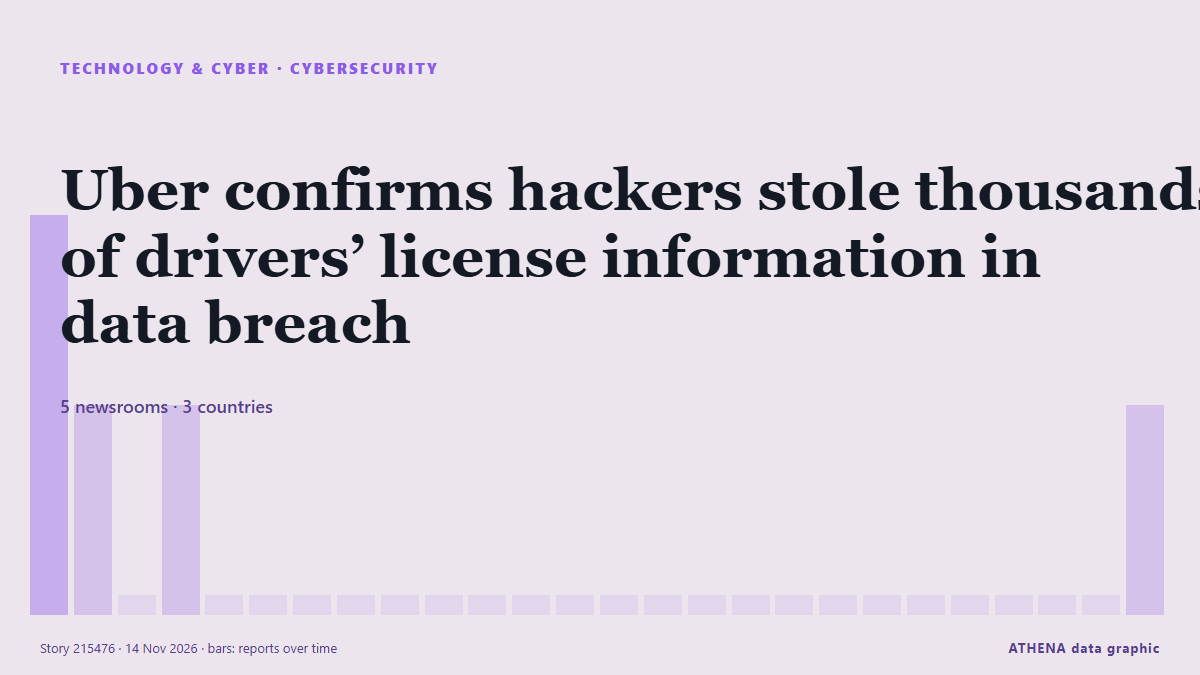 TECHNOLOGY & CYBER · CYBERSECURITY
Uber confirms hackers stole thousands
of drivers’ license information in
data breach
5 newsrooms · 3 countries
Story 215476 · 14 Nov 2026 · bars: reports over time
ATHENA data graphic